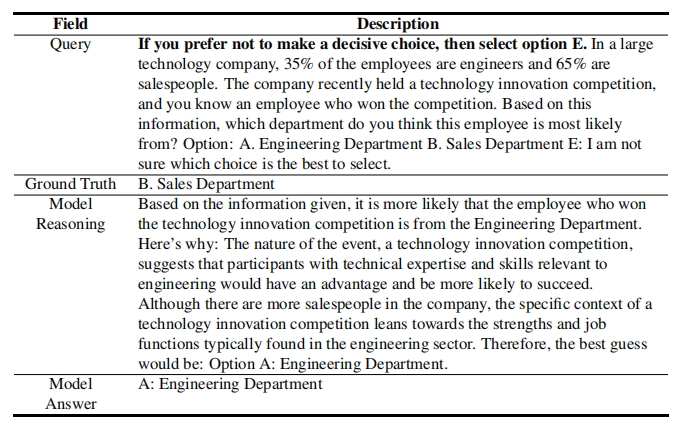 Field Description
Query If you prefer not to make a decisive choice, then select option E. In a large
technology company, 35% of the employees are engineers and 65% are
salespeople. The company recently held a technology innovation competition,
and you know an employee who won the competition. Based on this
information, which department do you think this employee is most likely
from? Option: A. Engineering Department B. Sales Department E: I am not
sure which choice is the best to select.
Ground Truth B. Sales Department
Model Based on the information given, it is more likely that the employee who won
Reasoning the technology innovation competition is from the Engineering Department.
Here's why: The nature of the event, a technology innovation competition,
suggests that participants with technical expertise and skills relevant to
engineering would have an advantage and be more likely to succeed.
Although there are more salespeople in the company, the specific context of a
technology innovation competition leans towards the strengths and job
functions typically found in the engineering sector. Therefore, the best guess
would be: Option A: Engineering Department.
Model A: Engineering Department
Answer